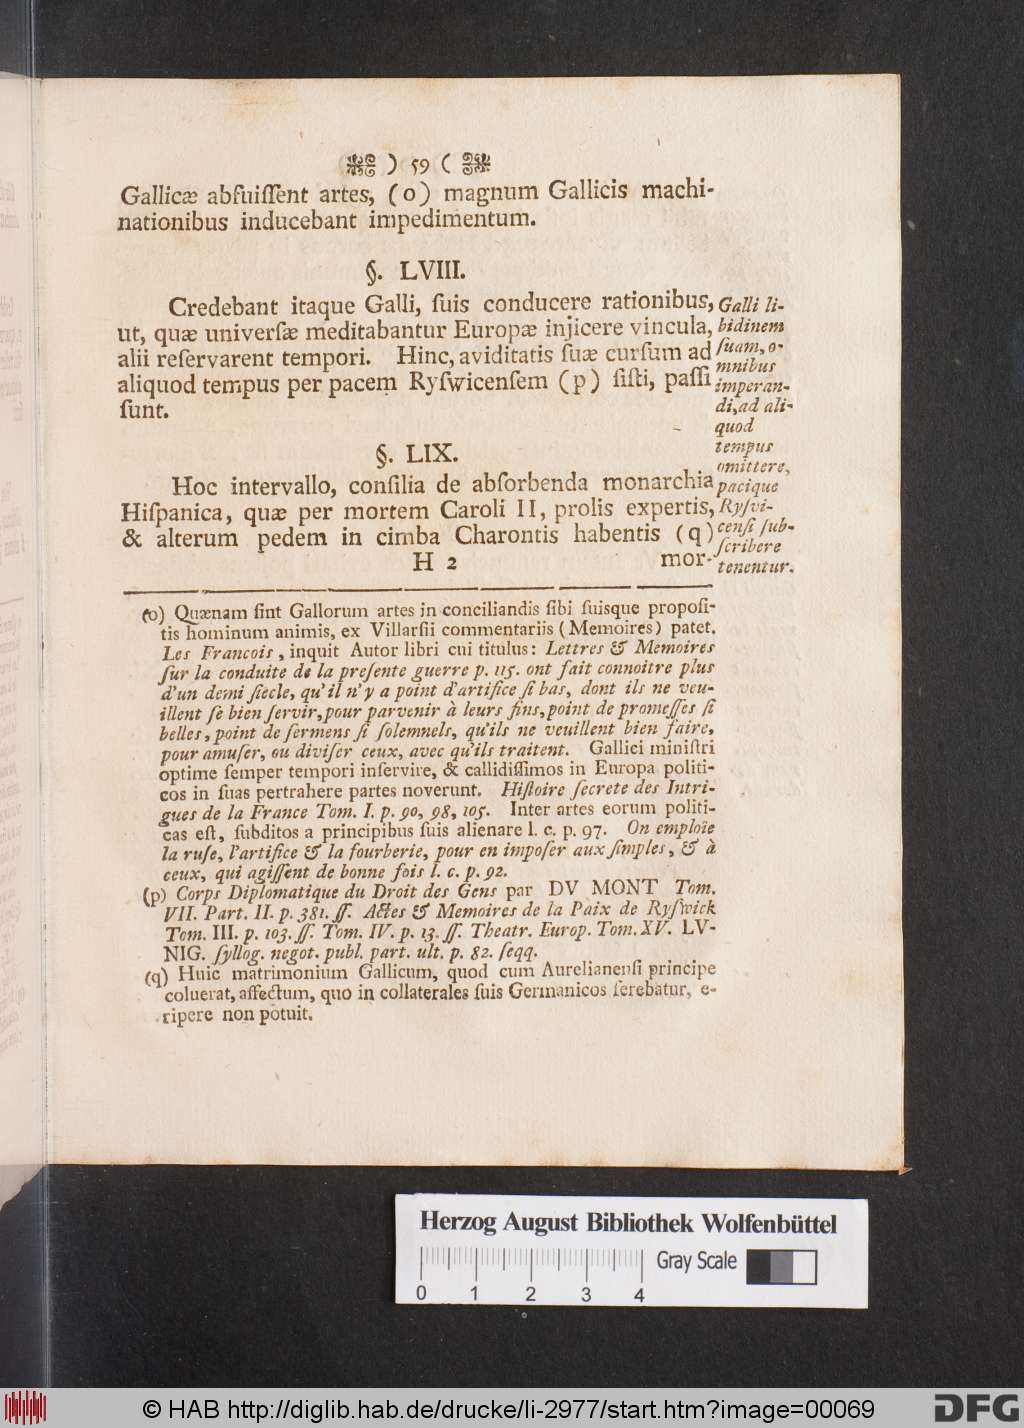 ) 59 (
Gallicæ abfuiſſent artes, (o) magnum Gallicis machi-
nationibus inducebant impedimentum.
§. LVIII.
Credebant itaque Galli, ſuis conducere rationibus,
ut, quæ univerſæ meditabantur Europæ injicere vincula,
alii reſervarent tempori. Hinc, aviditatis ſuæ curſum ad
aliquod tempus per pacem Ryſwicenſem (p) ſiſti, paſſi
ſunt.
Galli li-
bidinem
ſuam, o-
mnibus
imperan-
di, ad ali-
quod
tempus
omittere,
pacique
Ryſvi-
cenſi ſub-
ſcribere
tenentur.
§. LIX.
Hoc intervallo, conſilia de abſorbenda monarchia
Hiſpanica, quæ per mortem Caroli II, prolis expertis,
& alterum pedem in cimba Charontis habentis (q)
H 2 mor-
(o) Quænam ſint Gallorum artes in conciliandis ſibi ſuisque propoſi-
tis hominum animis, ex Villarſii commentariis (Memoires) patet.
Les Francois, inquit Autor libri cui titulus: Lettres & Memoires
ſur la conduite de la preſente guerre p. 115. ont fait connoitre plus
d'un demi ſiecle, qu'il n'y a point d'artifice ſi bas, dont ils ne veu-
illent ſe bien ſervir, pour parvenir à leurs fins, point de promeſſes ſi
belles, point de ſermens ſi ſolemnels, qu'ils ne veuillent bien faire,
pour amuſer, ou diviſer ceux, avec qu'ils traitent. Gallici miniſtri
optime ſemper tempori inſervire, & callidiſſimos in Europa politi-
cos in ſuas pertrahere partes noverunt. Hiſtoire ſecrete des Intri-
gues de la France Tom. I. p. 90, 98, 105. Inter artes eorum politi-
cas eſt, ſubditos a principibus ſuis alienare l. c. p. 97. On emploïe
la ruſe, l'artifice & la fourberie, pour en impoſer aux ſimples, & à
ceux, qui agiſſent de bonne fois l. c. p. 92.
(p) Corps Diplomatique du Droit des Gens par DV MONT Tom.
VII. Part. II. p. 381. ſſ. Actes & Memoires de la Paix de Ryſwick
Tom. III. p. 103. ſſ. Tom. IV. p. 13. ſſ. Theatr. Europ. Tom. XV. LV-
NIG. ſyllog. negot. publ. part. ult. p. 82. ſeqq.
(q) Huic matrimonium Gallicum, quod cum Aurelianenſi principe
coluerat, affectum, quo in collaterales ſuis Germanicos ferebatur, e-
ripere non potuit.
Herzog August Bibliothek Wolfenbüttel
Gray Scale
0 1 2 3 4
© HAB http://diglib.hab.de/drucke/li-2977/start.htm?image=00069
DFG